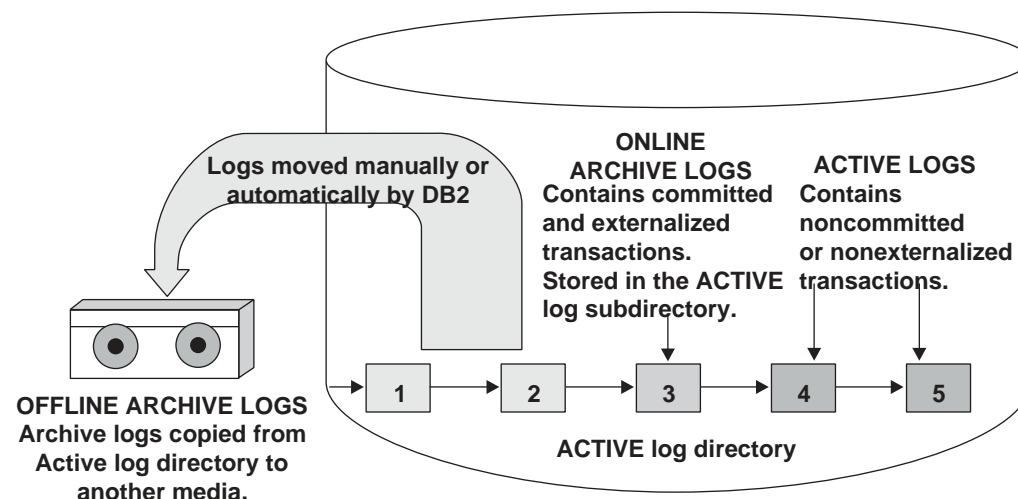 Logs moved manually or
automatically by DB2
ONLINE
ARCHIVE LOGS
Contains committed
and externalized
transactions.
Stored in the ACTIVE
log subdirectory.
ACTIVE LOGS
Contains
noncommitted
or nonexternalized
transactions.
1
2
3
4
5
OFFLINE ARCHIVE LOGS
Archive logs copied from
Active log directory to
another media.
ACTIVE log directory